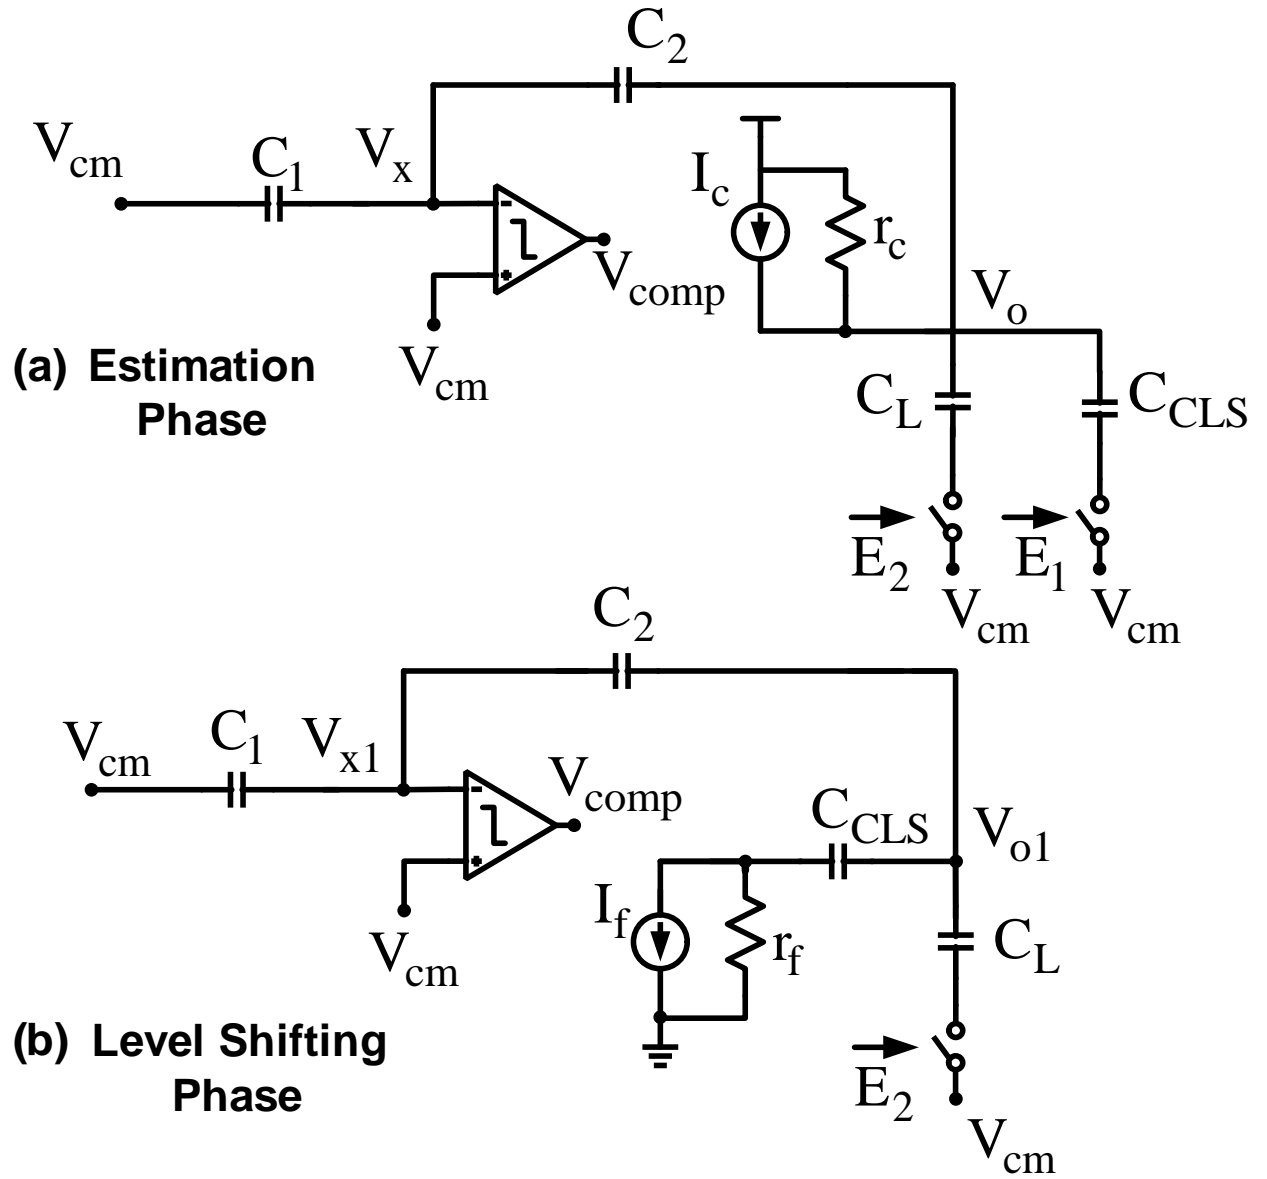 C2
Vcm
C1
Vx
Ic
rc
Vcomp
Vo
Vcm
(a) Estimation
Phase
CL
CCLS
E2
E1
Vcm
Vcm
C2
Vcm
C1
Vx1
Vcomp
CCLS
Vo1
If
rf
Vcm
CL
(b) Level Shifting
Phase
E2
Vcm